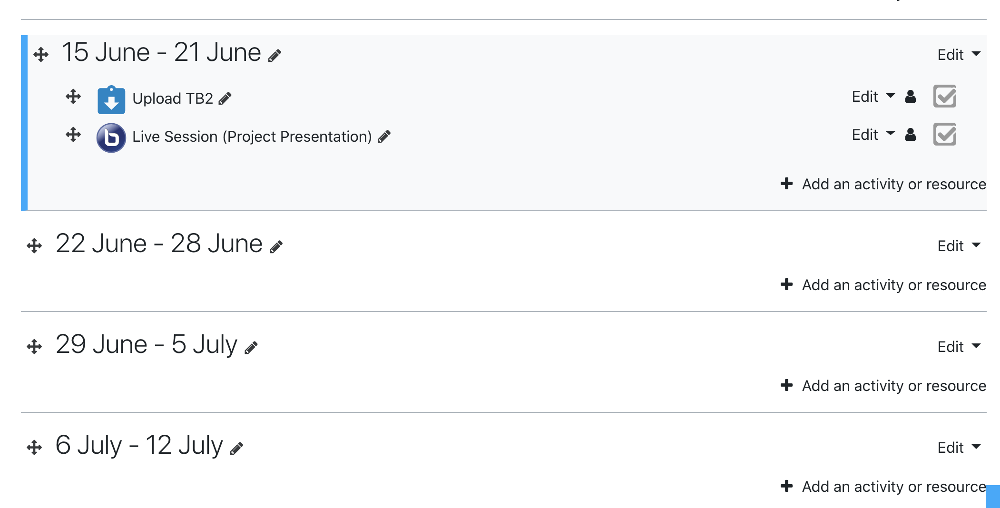 15 June - 21 June
Edit
Upload TB2
Edit
Live Session (Project Presentation)
Edit
Add an activity or resource
22 June - 28 June
Edit
Add an activity or resource
29 June - 5 July
Edit
Add an activity or resource
6 July - 12 July
Edit
Add an activity or resource